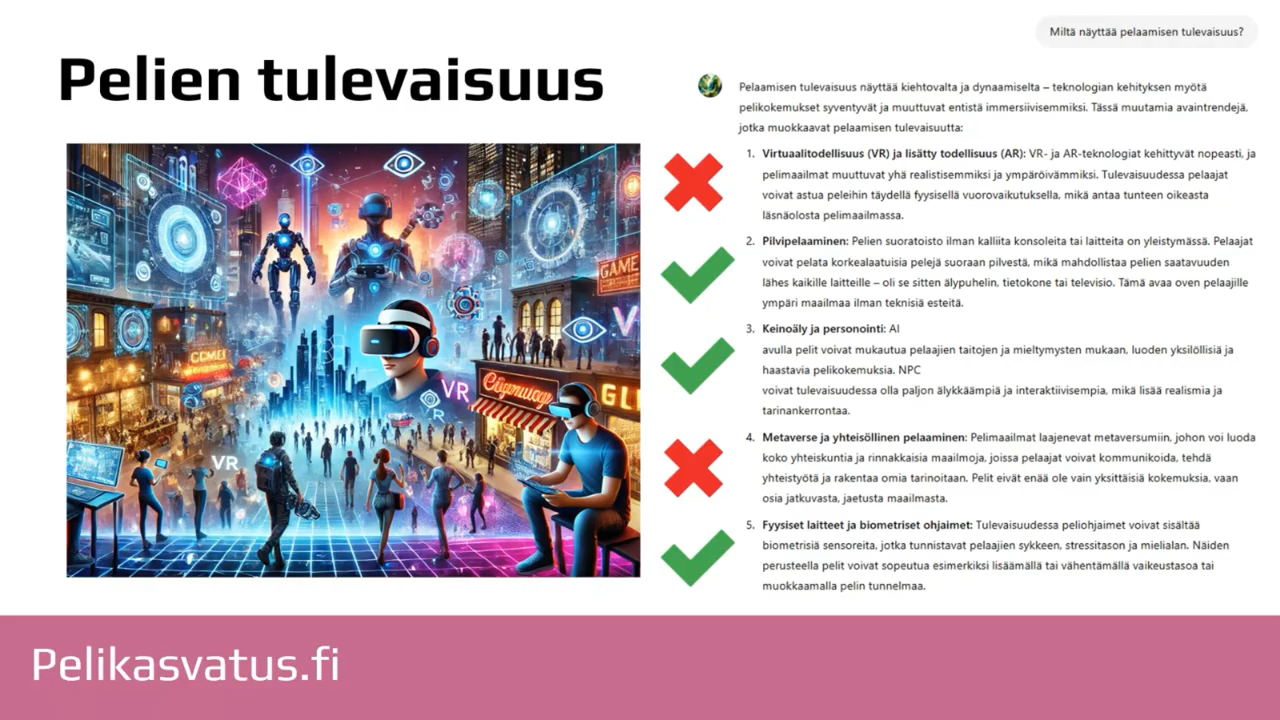 Pelien tulevaisuus
GAME
COMEI
VR
VR
R
V
GL
VR
Miltä näyttää pelaamisen tulevaisuus?
Pelaamisen tulevaisuus näyttää kiehtovalta ja dynaamiselta – teknologian kehityksen myötä
pelikokemukset syventyvät ja muuttuvat entistä immersiivisemmiksi. Tässä muutamia avaintrendejä,
jotka muokkaavat pelaamisen tulevaisuutta:
1. Virtuaalitodellisuus (VR) ja lisätty todellisuus (AR): VR- ja AR-teknologiat kehittyvät nopeasti, ja
pelimaailmat muuttuvat yhä realistisemmiksi ja ympäröivämmiksi. Tulevaisuudessa pelaajat
voivat astua peleihin täydellä fyysisellä vuorovaikutuksella, mikä antaa tunteen oikeasta
läsnäolosta pelimaailmassa.
2. Pilvipelaaminen: Pelien suoratoisto ilman kalliita konsoleita tai laitteita on yleistymässä. Pelaajat
voivat pelata korkealaatuisia pelejä suoraan pilvestä, mikä mahdollistaa pelien saatavuuden
lähes kaikille laitteille – oli se sitten älypuhelin, tietokone tai televisio. Tämä avaa oven pelaajille
ympäri maailmaa ilman teknisiä esteitä.
3. Keinoäly ja personointi: AI
avulla pelit voivat mukautua pelaajien taitojen ja mieltymysten mukaan, luoden yksilöllisiä ja
haastavia pelikokemuksia. NPC
voivat tulevaisuudessa olla paljon älykkäämpiä ja interaktiivisempia, mikä lisää realismia ja
tarinankerrontaa.
4. Metaverse ja yhteisöllinen pelaaminen: Pelimaailmat laajenevat metaversumiin, johon voi luoda
koko yhteiskuntia ja rinnakkaisia maailmoja, joissa pelaajat voivat kommunikoida, tehdä
yhteistyötä ja rakentaa omia tarinoitaan. Pelit eivät enää ole vain yksittäisiä kokemuksia, vaan
osia jatkuvasta, jaetusta maailmasta.
5. Fyysiset laitteet ja biometriset ohjaimet: Tulevaisuudessa peliohjaimet voivat sisältää
biometrisiä sensoreita, jotka tunnistavat pelaajien sykkeen, stressitason ja mielialan. Näiden
perusteella pelit voivat sopeutua esimerkiksi lisäämällä tai vähentämällä vaikeustasoa tai
muokkaamalla pelin tunnelmaa.
Pelikasvatus.fi